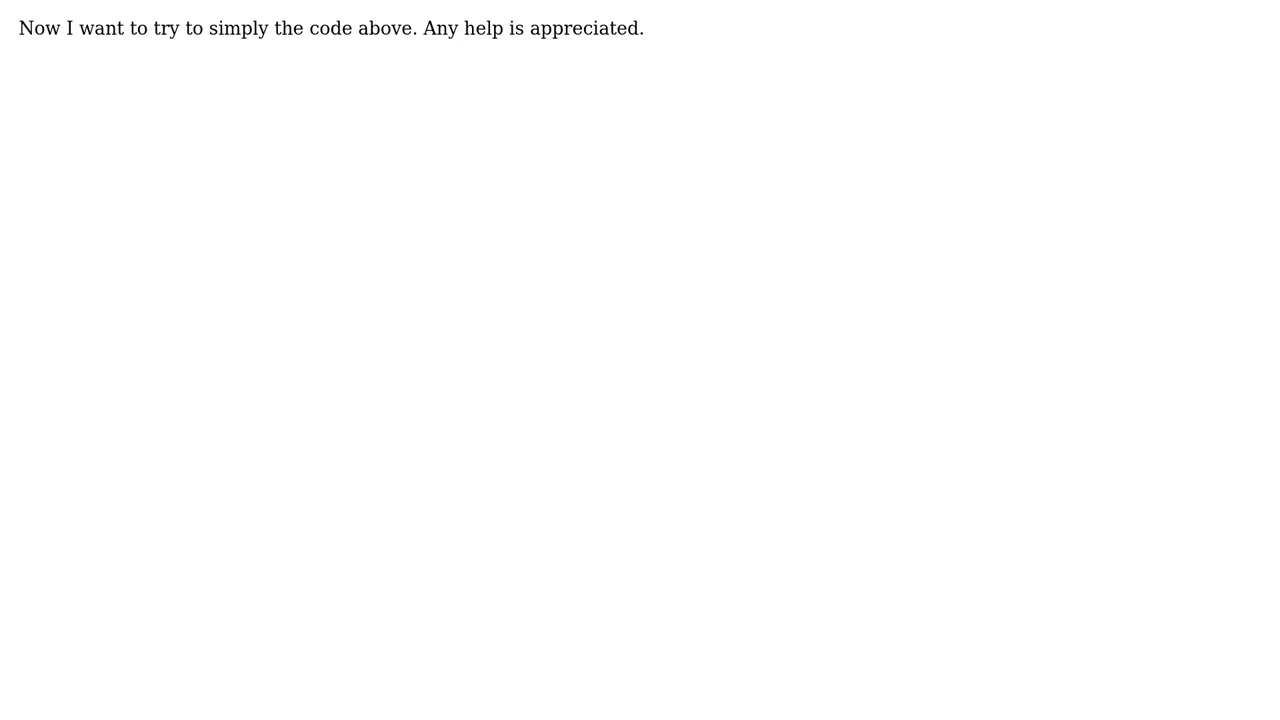 Now I want to try to simply the code above. Any help is appreciated.